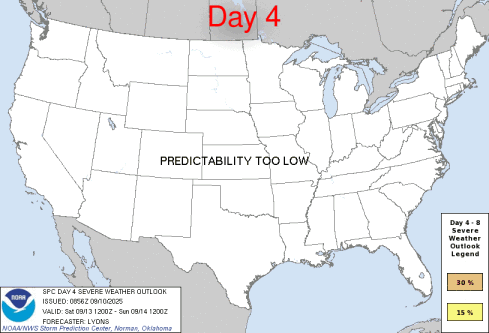 Day 4
PREDICTABILITY TOO LOW
Day 4 - 8
Severe
Weather
Outlook
Legend
30 %
15 %
NOAA
SPC DAY 4 SEVERE WEATHER OUTLOOK
ISSUED: 0856Z 09/10/2025
VALID: Sat 09/13 1200Z - Sun 09/14 1200Z
FORECASTER: LYONS
NOAA/NWS Storm Prediction Center, Norman, Oklahoma